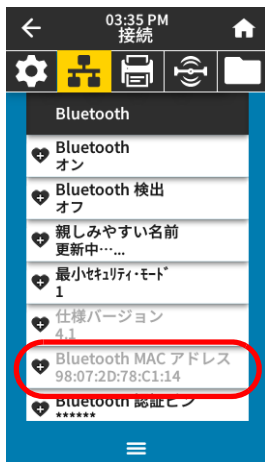 03:35 PM
接続
Bluetooth
Bluetooth
オン
Bluetooth 検出
オフ
親しみやすい名前
更新中…...
最小ｾｷｭﾘﾃｨ･ﾓｰﾄﾞ
1
仕様バージョン
4.1
Bluetooth MAC アドレス
98:07:2D:78:C1:14
Bluetooth 認証ピン
******